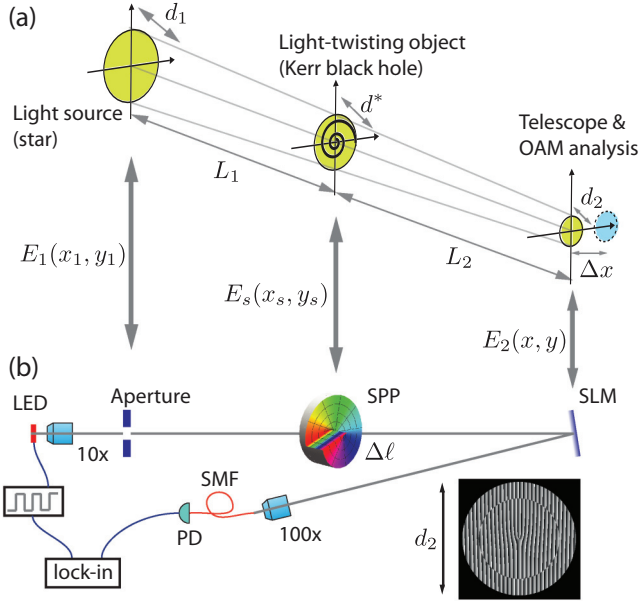 (a)
d₁
Light-twisting object
(Kerr black hole)
d*
Light source
(star)
Telescope &
OAM analysis
L₁
d₂
E₁(x₁, y₁)
L₂
Δx
Eₛ(xₛ, yₛ)
E₂(x, y)
(b)
Aperture
SPP
SLM
LED
10x
Δℓ
SMF
PD
100x
d₂
lock-in